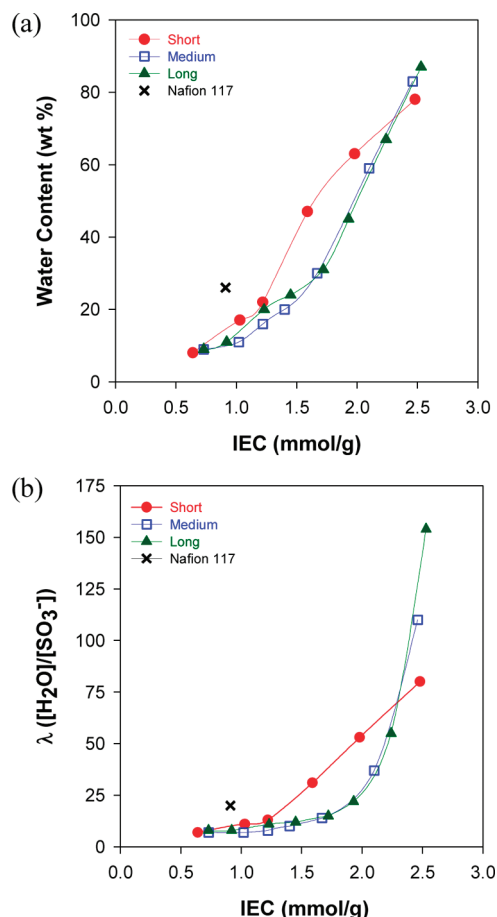 (a)
100
80
60
40
20
0
Water Content (wt %)
Short
Medium
Long
Nafion 117
0.0 0.5 1.0 1.5 2.0 2.5 3.0
IEC (mmol/g)
(b)
175
150
125
100
75
50
25
0
λ ([H₂O]/[SO₃⁻])
Short
Medium
Long
Nafion 117
0.0 0.5 1.0 1.5 2.0 2.5 3.0
IEC (mmol/g)